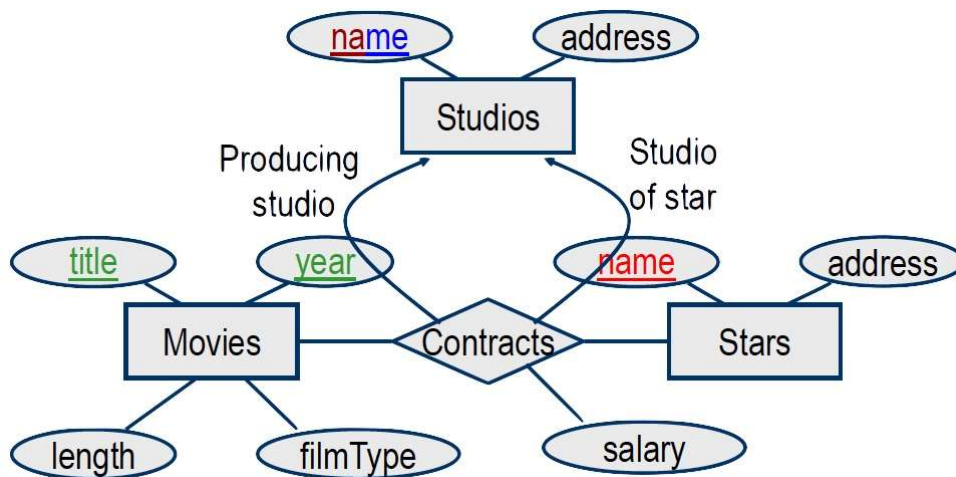 name
address
Studios
Producing
studio
Studio
of star
title
year
name
address
Movies
Contracts
Stars
length
filmType
salary